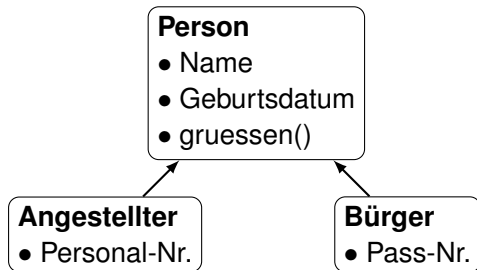 Person
• Name
• Geburtsdatum
• gruessen()
Angestellter
• Personal-Nr.
Bürger
• Pass-Nr.